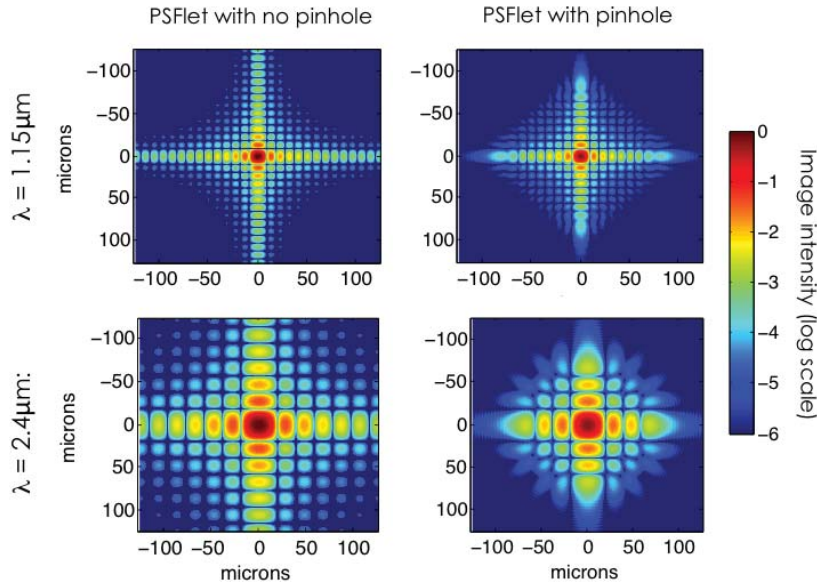 PSFlet with no pinhole
PSFlet with pinhole
λ = 1.15μm
microns
−100
−50
0
50
100
−100 −50 0 50 100
−100
−50
0
50
100
−100 −50 0 50 100
λ = 2.4μm:
microns
−100
−50
0
50
100
−100 −50 0 50 100
microns
−100
−50
0
50
100
−100 −50 0 50 100
microns
0
−1
−2
−3
−4
−5
−6
Image intensity (log scale)